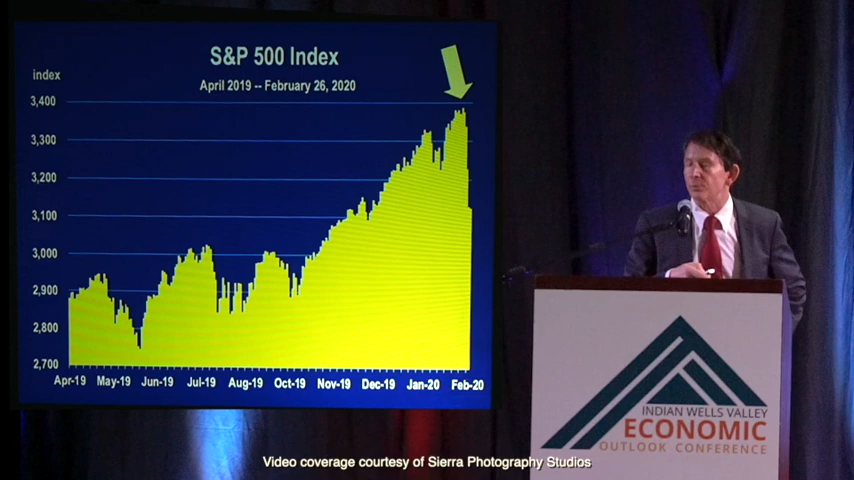 S&P 500 Index
index
April 2019 -- February 26, 2020
3,400
3,300
3,200
3,100
3,000
2,900
2,800
2,700
Apr-19 May-19 Jun-19 Jul-19 Aug-19 Oct-19 Nov-19 Dec-19 Jan-20 Feb-20
INDIAN WELLS VALLEY
ECONOMIC
OUTLOOK CONFERENCE
Video coverage courtesy of Sierra Photography Studios